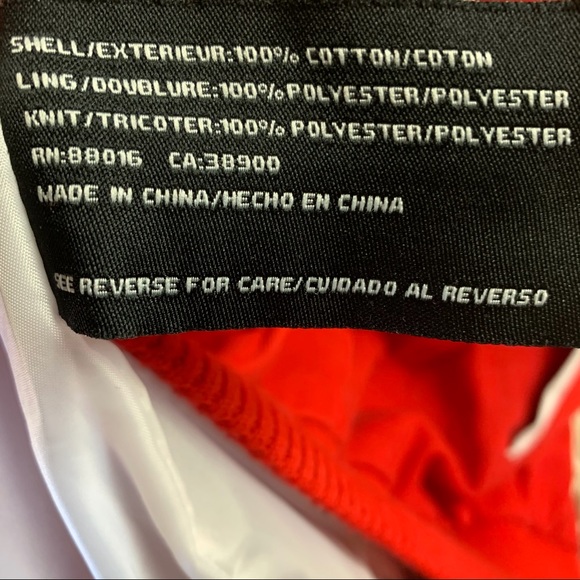 SHELL/EXTERIEUR:100% COTTON/COTON
LING/DOUBLURE:100% POLYESTER/POLYESTER
KNIT/TRICOTER:100% POLYESTER/POLYESTER
RN:88016 CA:38900
MADE IN CHINA/HECHO EN CHINA
SEE REVERSE FOR CARE/CUIDADO AL REVERSO